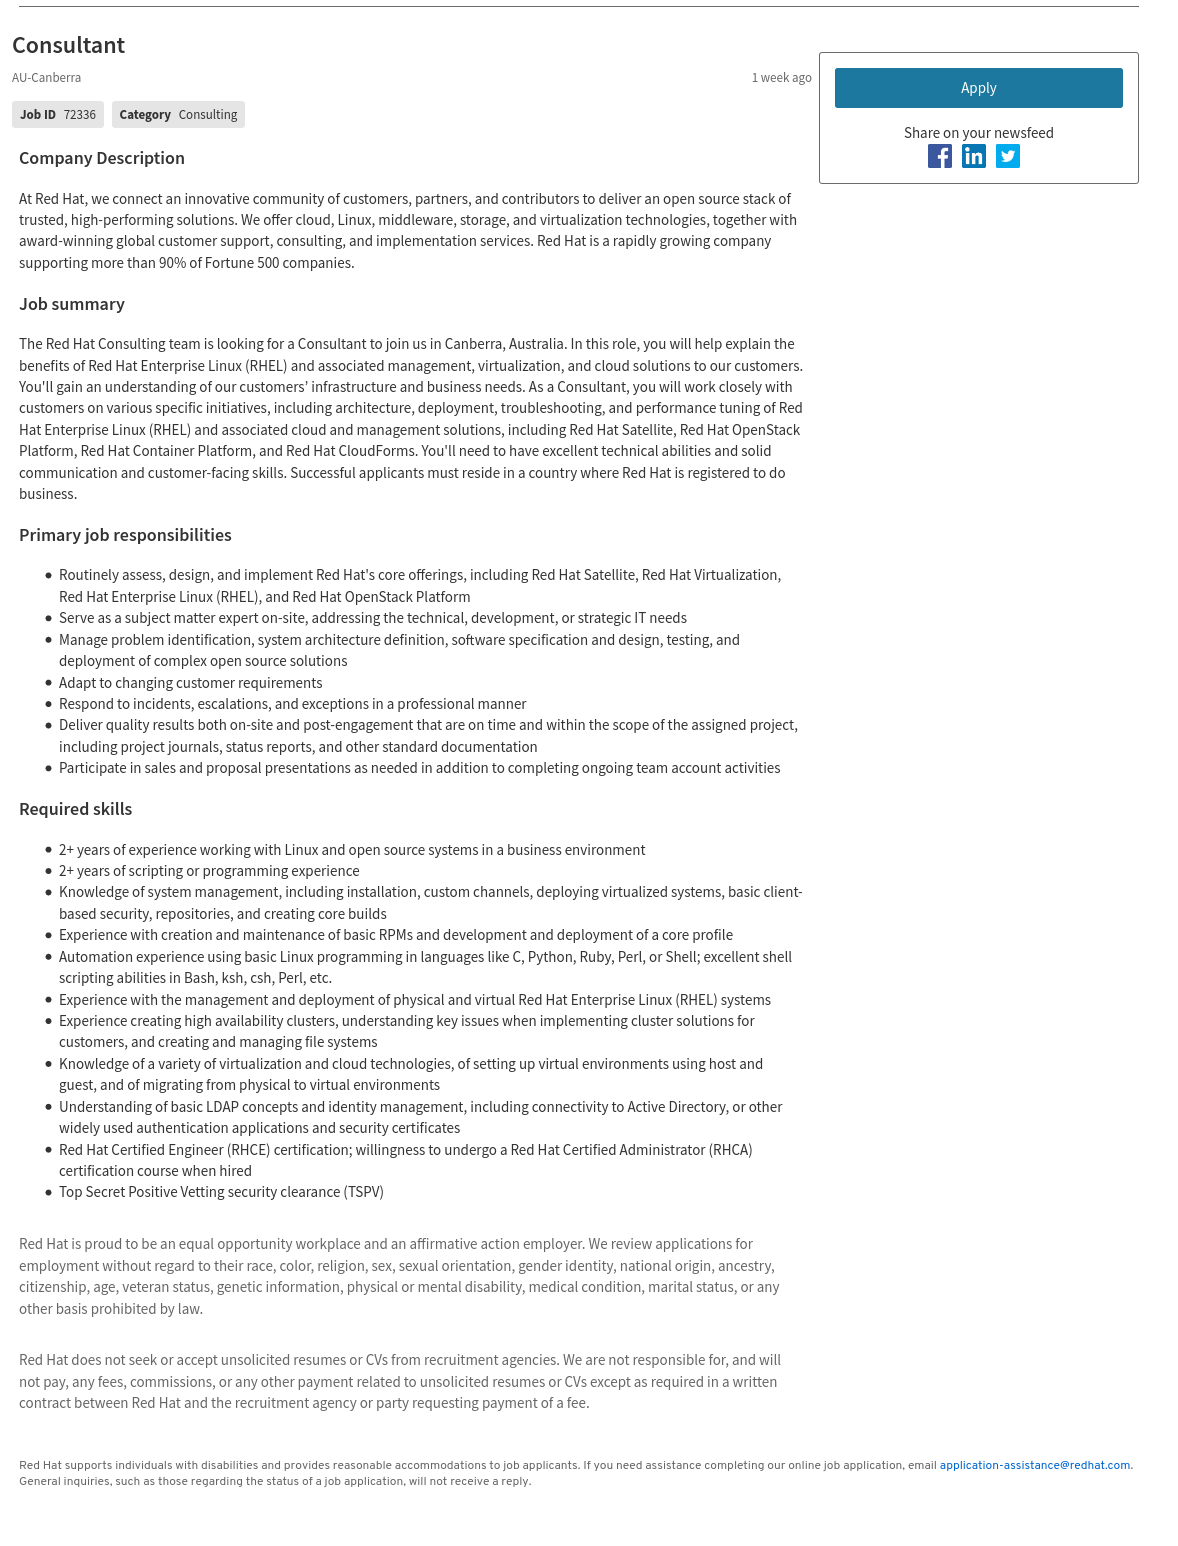 Consultant
AU-Canberra
1 week ago
Job ID 72336 Category Consulting
Apply
Share on your newsfeed
Company Description
At Red Hat, we connect an innovative community of customers, partners, and contributors to deliver an open source stack of
trusted, high-performing solutions. We offer cloud, Linux, middleware, storage, and virtualization technologies, together with
award-winning global customer support, consulting, and implementation services. Red Hat is a rapidly growing company
supporting more than 90% of Fortune 500 companies.
Job summary
The Red Hat Consulting team is looking for a Consultant to join us in Canberra, Australia. In this role, you will help explain the
benefits of Red Hat Enterprise Linux (RHEL) and associated management, virtualization, and cloud solutions to our customers.
You'll gain an understanding of our customers’ infrastructure and business needs. As a Consultant, you will work closely with
customers on various specific initiatives, including architecture, deployment, troubleshooting, and performance tuning of Red
Hat Enterprise Linux (RHEL) and associated cloud and management solutions, including Red Hat Satellite, Red Hat OpenStack
Platform, Red Hat Container Platform, and Red Hat CloudForms. You'll need to have excellent technical abilities and solid
communication and customer-facing skills. Successful applicants must reside in a country where Red Hat is registered to do
business.
Primary job responsibilities
• Routinely assess, design, and implement Red Hat's core offerings, including Red Hat Satellite, Red Hat Virtualization,
Red Hat Enterprise Linux (RHEL), and Red Hat OpenStack Platform
• Serve as a subject matter expert on-site, addressing the technical, development, or strategic IT needs
• Manage problem identification, system architecture definition, software specification and design, testing, and
deployment of complex open source solutions
• Adapt to changing customer requirements
• Respond to incidents, escalations, and exceptions in a professional manner
• Deliver quality results both on-site and post-engagement that are on time and within the scope of the assigned project,
including project journals, status reports, and other standard documentation
• Participate in sales and proposal presentations as needed in addition to completing ongoing team account activities
Required skills
• 2+ years of experience working with Linux and open source systems in a business environment
• 2+ years of scripting or programming experience
• Knowledge of system management, including installation, custom channels, deploying virtualized systems, basic client-
based security, repositories, and creating core builds
• Experience with creation and maintenance of basic RPMs and development and deployment of a core profile
• Automation experience using basic Linux programming in languages like C, Python, Ruby, Perl, or Shell; excellent shell
scripting abilities in Bash, ksh, csh, Perl, etc.
• Experience with the management and deployment of physical and virtual Red Hat Enterprise Linux (RHEL) systems
• Experience creating high availability clusters, understanding key issues when implementing cluster solutions for
customers, and creating and managing file systems
• Knowledge of a variety of virtualization and cloud technologies, of setting up virtual environments using host and
guest, and of migrating from physical to virtual environments
• Understanding of basic LDAP concepts and identity management, including connectivity to Active Directory, or other
widely used authentication applications and security certificates
• Red Hat Certified Engineer (RHCE) certification; willingness to undergo a Red Hat Certified Administrator (RHCA)
certification course when hired
• Top Secret Positive Vetting security clearance (TSPV)
Red Hat is proud to be an equal opportunity workplace and an affirmative action employer. We review applications for
employment without regard to their race, color, religion, sex, sexual orientation, gender identity, national origin, ancestry,
citizenship, age, veteran status, genetic information, physical or mental disability, medical condition, marital status, or any
other basis prohibited by law.
Red Hat does not seek or accept unsolicited resumes or CVs from recruitment agencies. We are not responsible for, and will
not pay, any fees, commissions, or any other payment related to unsolicited resumes or CVs except as required in a written
contract between Red Hat and the recruitment agency or party requesting payment of a fee.
Red Hat supports individuals with disabilities and provides reasonable accommodations to job applicants. If you need assistance completing our online job application, email application-assistance@redhat.com.
General inquiries, such as those regarding the status of a job application, will not receive a reply.